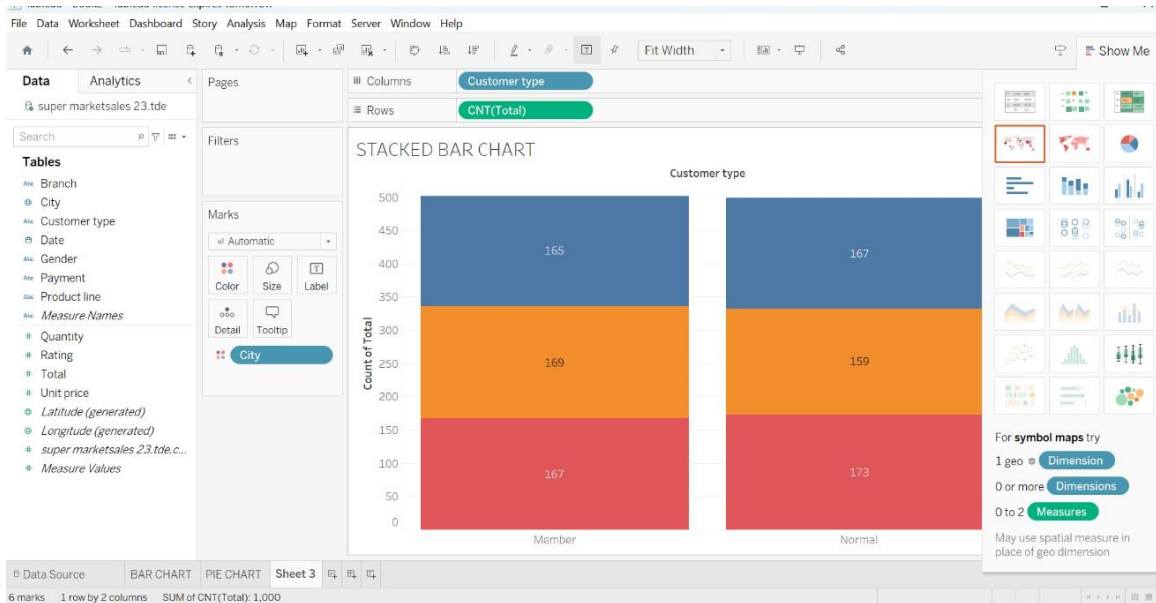 File Data Worksheet Dashboard Story Analysis Map Format Server Window Help
Fit Width
Show Me
Data Analytics
super marketsales 23.tde
Search
Tables
Abc Branch
City
Abc Customer type
Date
Abc Gender
Abc Payment
Abc Product line
Abc Measure Names
# Quantity
# Rating
# Total
# Unit price
Latitude (generated)
Longitude (generated)
# super marketsales 23.tde.c...
# Measure Values
Pages
Filters
Marks
Automatic
Color Size Label
Detail Tooltip
City
Columns Customer type
Rows CNT(Total)
STACKED BAR CHART
Customer type
Count of Total
500
450
400
350
300
250
200
150
100
50
0
165 167
169 159
167 173
Member Normal
For symbol maps try
1 geo Dimension
0 or more Dimensions
0 to 2 Measures
May use spatial measure in
place of geo dimension
Data Source BAR CHART PIE CHART Sheet 3
6 marks 1 row by 2 columns SUM of CNT(Total): 1,000